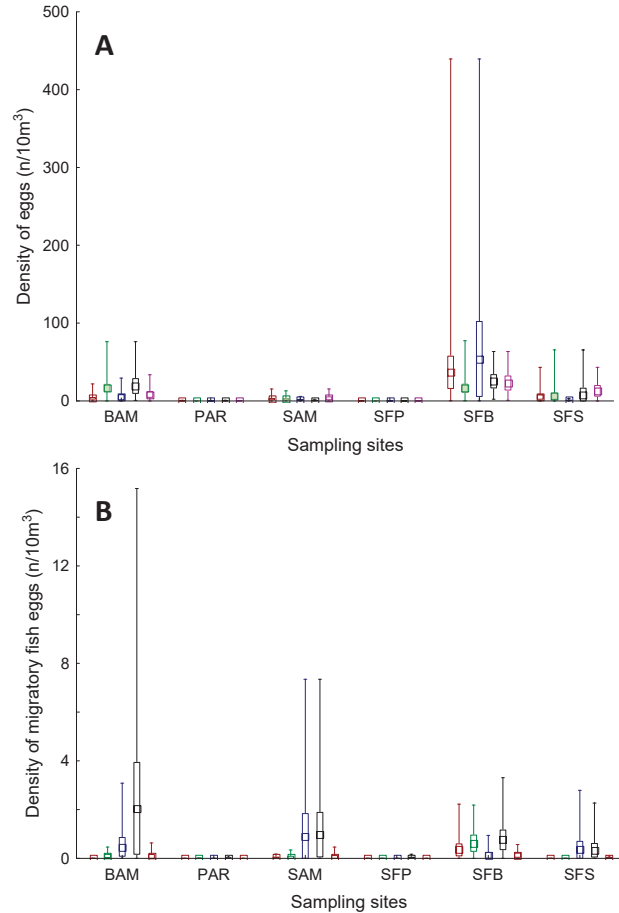 A
Density of eggs (n/10m³)
500
400
300
200
100
0
BAM PAR SAM SFP SFB SFS
Sampling sites
B
Density of migratory fish eggs (n/10m³)
16
12
8
4
0
BAM PAR SAM SFP SFB SFS
Sampling sites